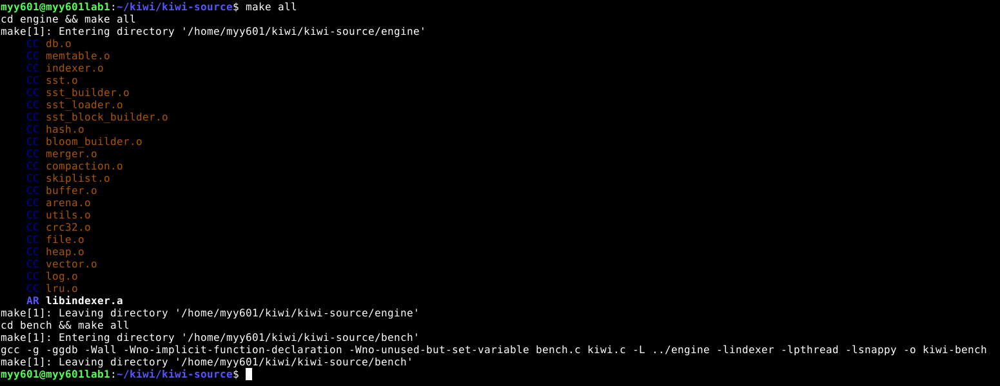 myy601@myy601lab1:~/kiwi/kiwi-source$ make all
cd engine && make all
make[1]: Entering directory '/home/myy601/kiwi/kiwi-source/engine'
CC db.o
CC memtable.o
CC indexer.o
CC sst.o
CC sst_builder.o
CC sst_loader.o
CC sst_block_builder.o
CC hash.o
CC bloom_builder.o
CC merger.o
CC compaction.o
CC skiplist.o
CC buffer.o
CC arena.o
CC utils.o
CC crc32.o
CC file.o
CC heap.o
CC vector.o
CC log.o
CC lru.o
AR libindexer.a
make[1]: Leaving directory '/home/myy601/kiwi/kiwi-source/engine'
cd bench && make all
make[1]: Entering directory '/home/myy601/kiwi/kiwi-source/bench'
gcc -g -ggdb -Wall -Wno-implicit-function-declaration -Wno-unused-but-set-variable bench.c kiwi.c -L ../engine -lindexer -lpthread -lsnappy -o kiwi-bench
make[1]: Leaving directory '/home/myy601/kiwi/kiwi-source/bench'
myy601@myy601lab1:~/kiwi/kiwi-source$